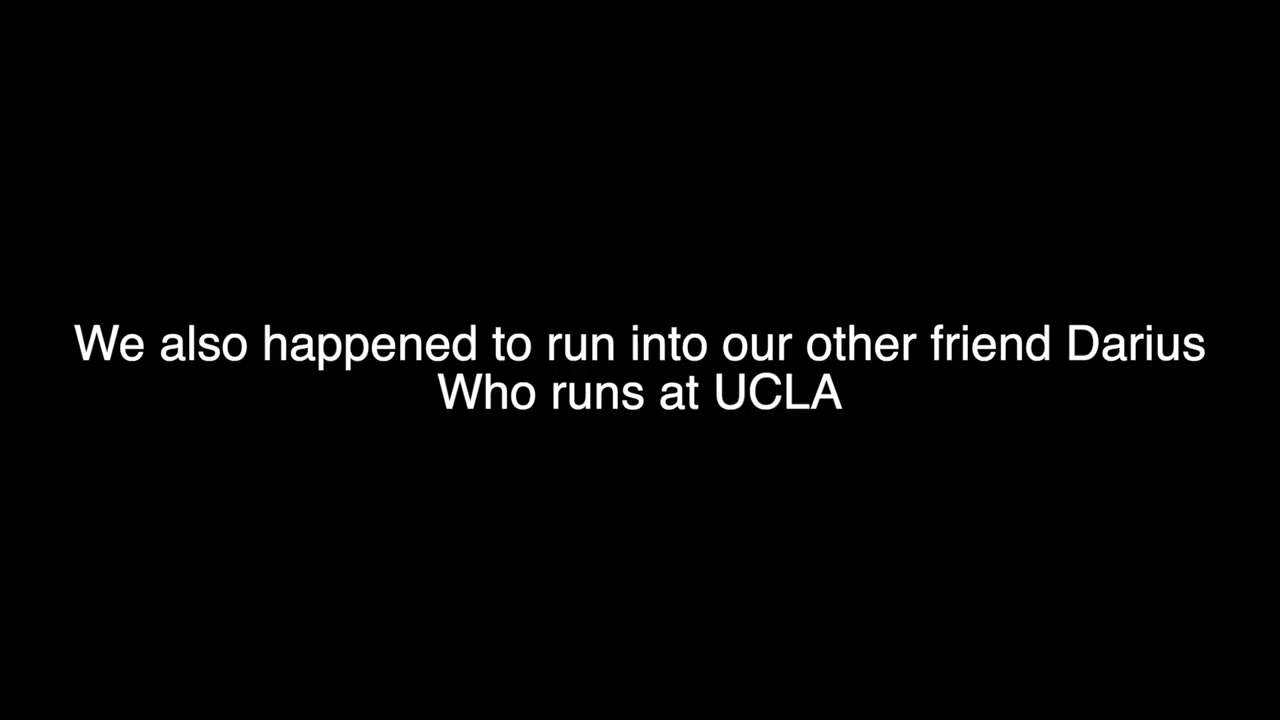 We also happened to run into our other friend Darius
Who runs at UCLA